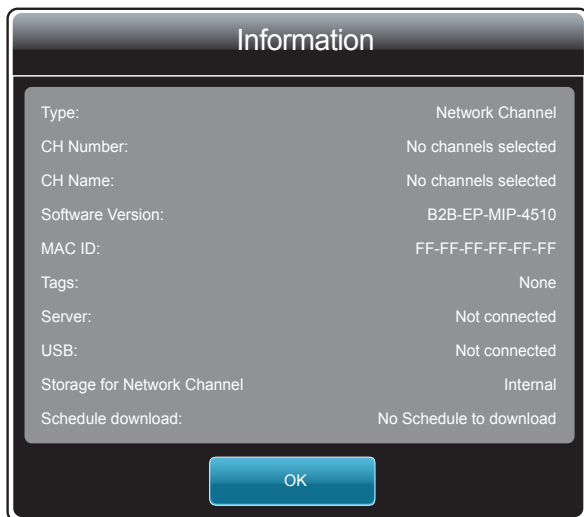 Information
Type: Network Channel
CH Number: No channels selected
CH Name: No channels selected
Software Version: B2B-EP-MIP-4510
MAC ID: FF-FF-FF-FF-FF-FF
Tags: None
Server: Not connected
USB: Not connected
Storage for Network Channel Internal
Schedule download: No Schedule to download
OK